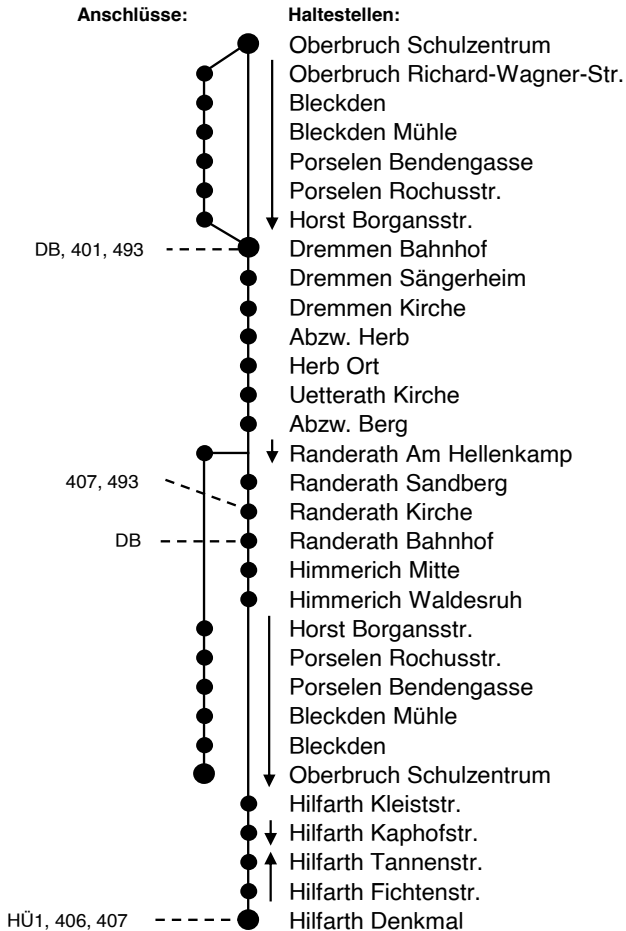 Anschlüsse: Haltestellen:
Oberbruch Schulzentrum
Oberbruch Richard-Wagner-Str.
Bleckden
Bleckden Mühle
Porselen Bendengasse
Porselen Rochusstr.
Horst Borgansstr.
DB, 401, 493 Dremmen Bahnhof
Dremmen Sängerheim
Dremmen Kirche
Abzw. Herb
Herb Ort
Uetterath Kirche
Abzw. Berg
Randerath Am Hellenkamp
407, 493 Randerath Sandberg
Randerath Kirche
DB Randerath Bahnhof
Himmerich Mitte
Himmerich Waldesruh
Horst Borgansstr.
Porselen Rochusstr.
Porselen Bendengasse
Bleckden Mühle
Bleckden
Oberbruch Schulzentrum
Hilfarth Kleiststr.
Hilfarth Kaphofstr.
Hilfarth Tannenstr.
Hilfarth Fichtenstr.
HÜ1, 406, 407 Hilfarth Denkmal